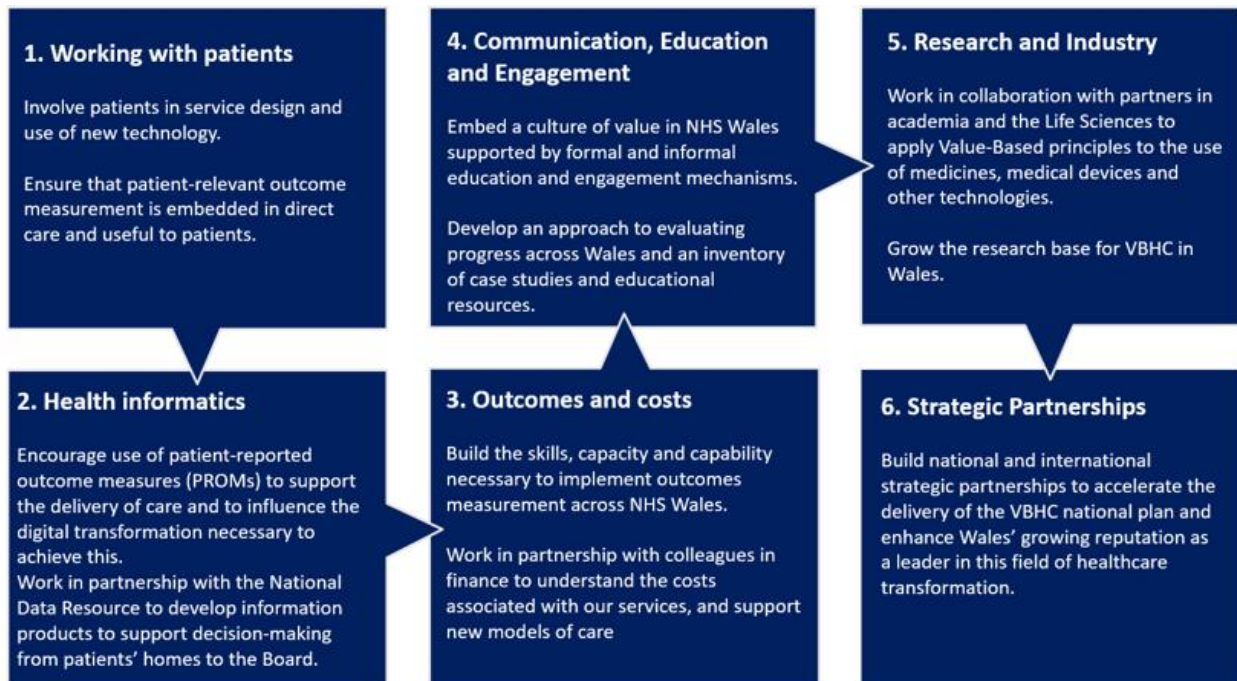 1. Working with patients
Involve patients in service design and
use of new technology.
Ensure that patient-relevant outcome
measurement is embedded in direct
care and useful to patients.
2. Health informatics
Encourage use of patient-reported
outcome measures (PROMs) to support
the delivery of care and to influence the
digital transformation necessary to
achieve this.
Work in partnership with the National
Data Resource to develop information
products to support decision-making
from patients’ homes to the Board.
3. Outcomes and costs
Build the skills, capacity and capability
necessary to implement outcomes
measurement across NHS Wales.
Work in partnership with colleagues in
finance to understand the costs
associated with our services, and support
new models of care
4. Communication, Education
and Engagement
Embed a culture of value in NHS Wales
supported by formal and informal
education and engagement mechanisms.
Develop an approach to evaluating
progress across Wales and an inventory
of case studies and educational
resources.
5. Research and Industry
Work in collaboration with partners in
academia and the Life Sciences to
apply Value-Based principles to the use
of medicines, medical devices and
other technologies.
Grow the research base for VBHC in
Wales.
6. Strategic Partnerships
Build national and international
strategic partnerships to accelerate the
delivery of the VBHC national plan and
enhance Wales’ growing reputation as
a leader in this field of healthcare
transformation.